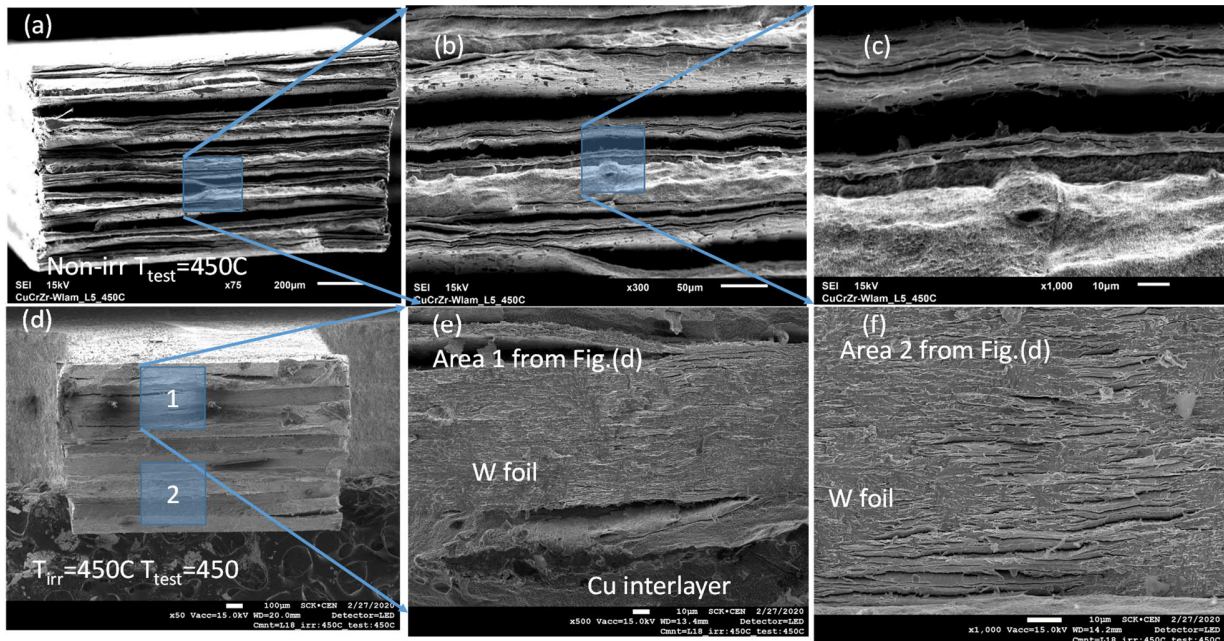 (a)
Non-irr T_test=450C
SEI 15kV x75 200µm
CuCrZr-Wlam_L5_450C
(b)
SEI 15kV x300 50µm
CuCrZr-Wlam_L5_450C
(c)
SEI 15kV x1,000 10µm
CuCrZr-Wlam_L5_450C
(d)
1
2
T_irr=450C T_test=450
100µm SCK•CEN 2/27/2020
x50 Vacc=15.0kV WD=20.0mm Detector=LED
Cmnt=L18_irr:450C_test:450C
(e)
Area 1 from Fig.(d)
W foil
Cu interlayer
10µm SCK•CEN 2/27/2020
x500 Vacc=15.0kV WD=13.4mm Detector=LED
Cmnt=L18_irr:450C_test:450C
(f)
Area 2 from Fig.(d)
W foil
10µm SCK•CEN 2/27/2020
x1,000 Vacc=15.0kV WD=14.2mm Detector=LED
Cmnt=L18_irr:450C_test:450C